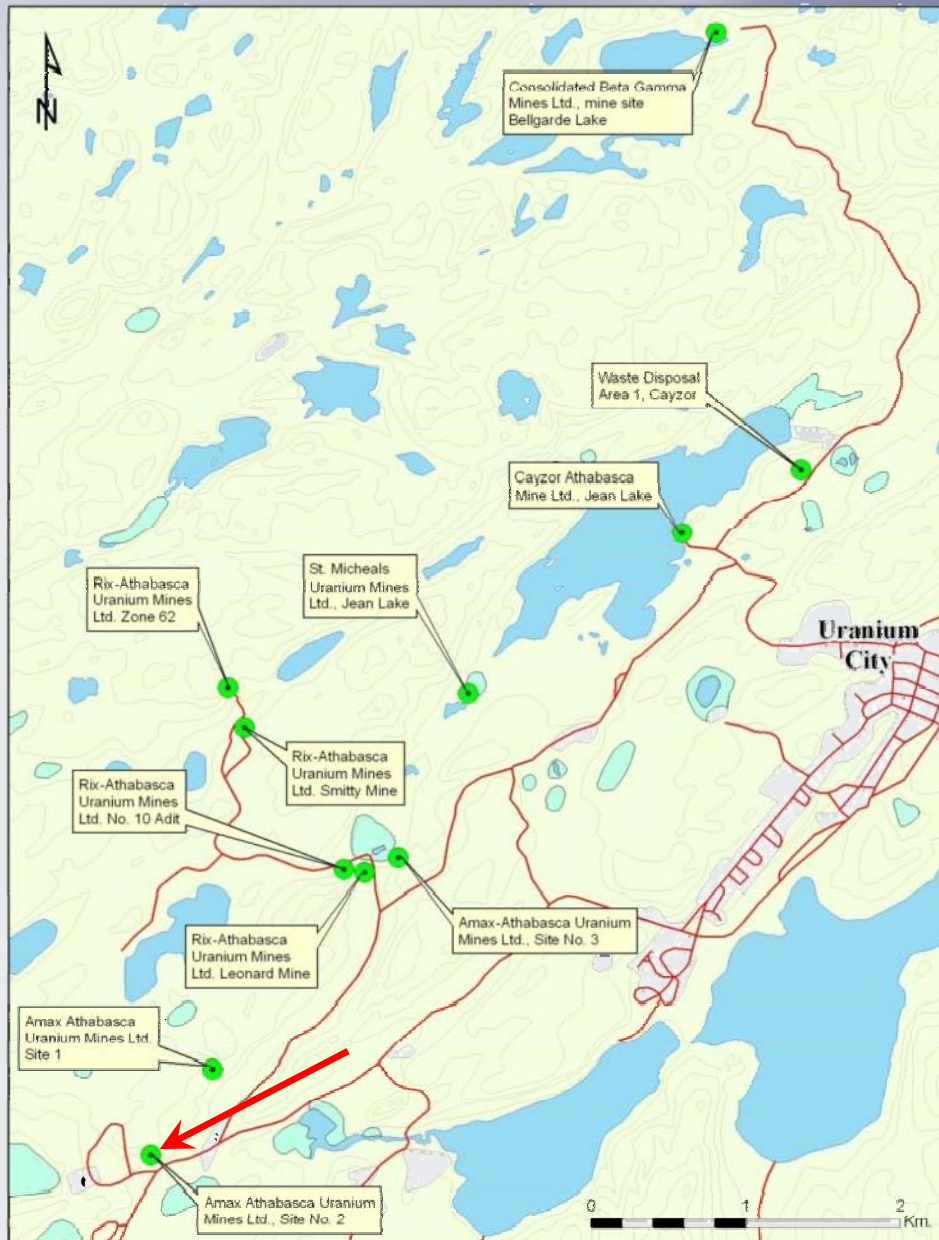 N
Consolidated Beta Gamma
Mines Ltd., mine site
Bellgarde Lake
Waste Disposal
Area 1, Cayzor
Cayzor Athabasca
Mine Ltd., Jean Lake
St. Micheals
Uranium Mines
Ltd., Jean Lake
Rix-Athabasca
Uranium Mines
Ltd. Zone 62
Uranium
City
Rix-Athabasca
Uranium Mines
Ltd. Smitty Mine
Rix-Athabasca
Uranium Mines
Ltd. No. 10 Adit
Amax-Athabasca Uranium
Mines Ltd., Site No. 3
Rix-Athabasca
Uranium Mines
Ltd. Leonard Mine
Amax Athabasca
Uranium Mines Ltd.
Site 1
Amax Athabasca Uranium
Mines Ltd., Site No. 2
0 1 2
Km.